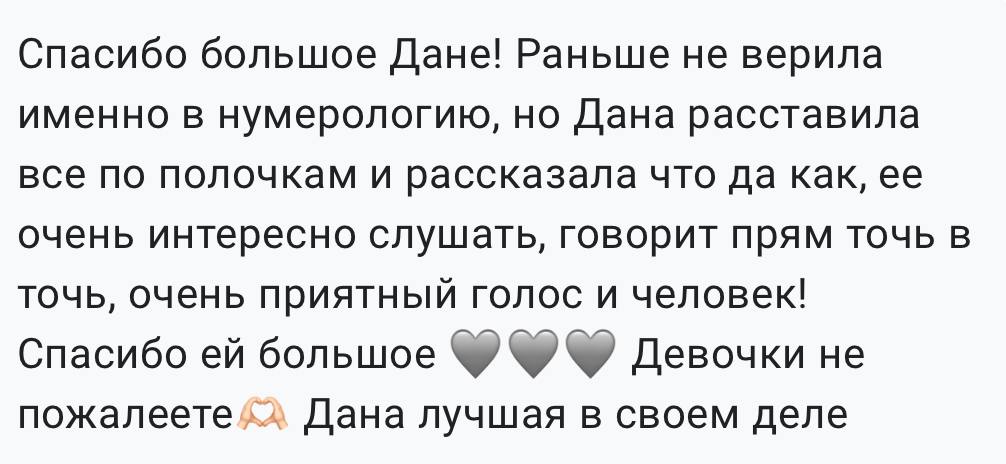 Спасибо большое Дане! Раньше не верила
именно в нумерологию, но Дана расставила
все по полочкам и рассказала что да как, ее
очень интересно слушать, говорит прям точь в
точь, очень приятный голос и человек!
Спасибо ей большое 🩶🩶🩶 Девочки не
пожалеете🫶🏻 Дана лучшая в своем деле